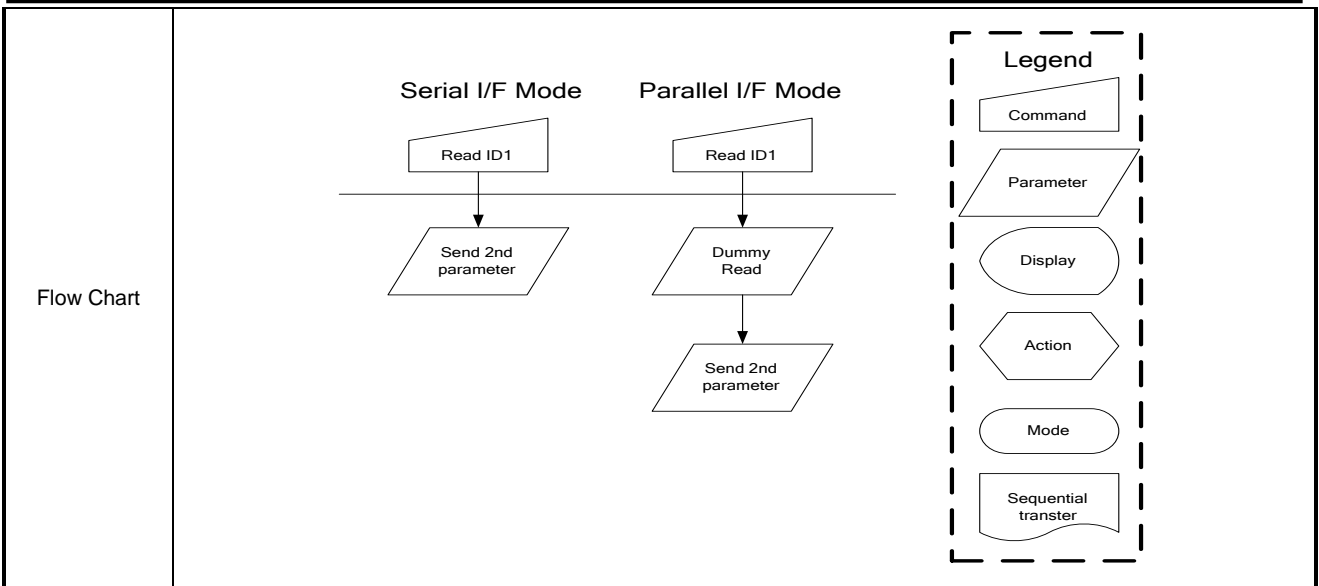 Flow Chart
Serial I/F Mode
Read ID1
Send 2nd
parameter
Parallel I/F Mode
Read ID1
Dummy
Read
Send 2nd
parameter
Legend
Command
Parameter
Display
Action
Mode
Sequential
transter